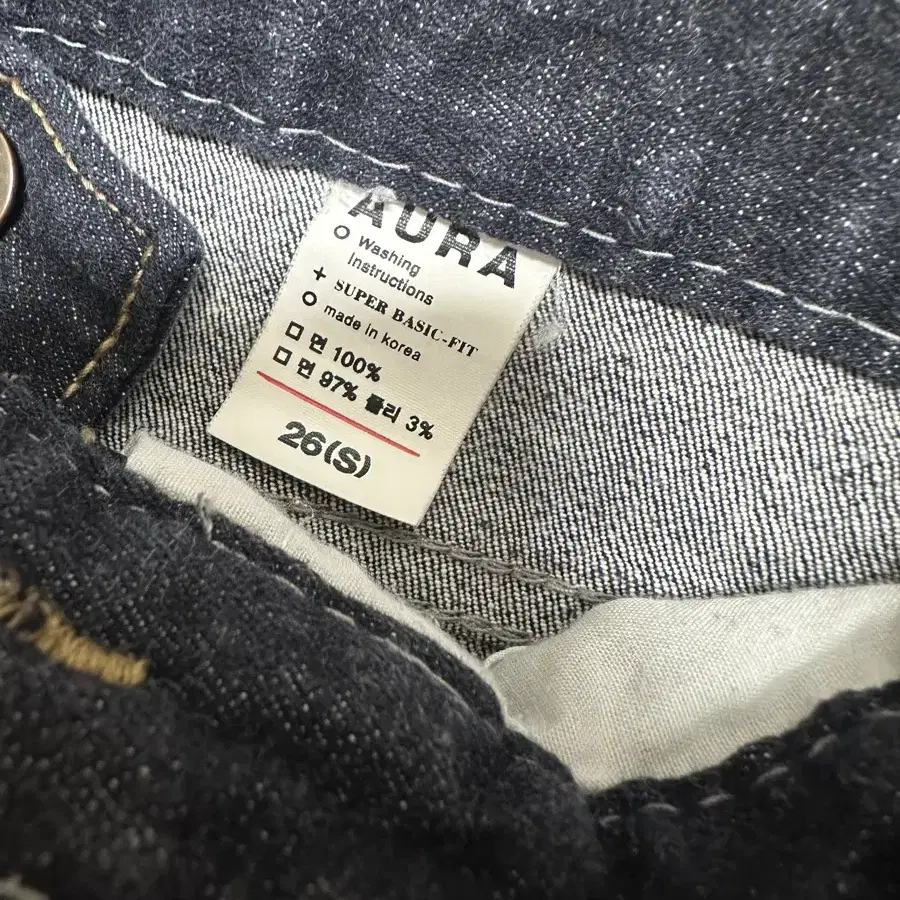 AURA
Washing
Instructions
SUPER BASIC-FIT
made in korea
면 100%
면 97% 폴리 3%
26(S)